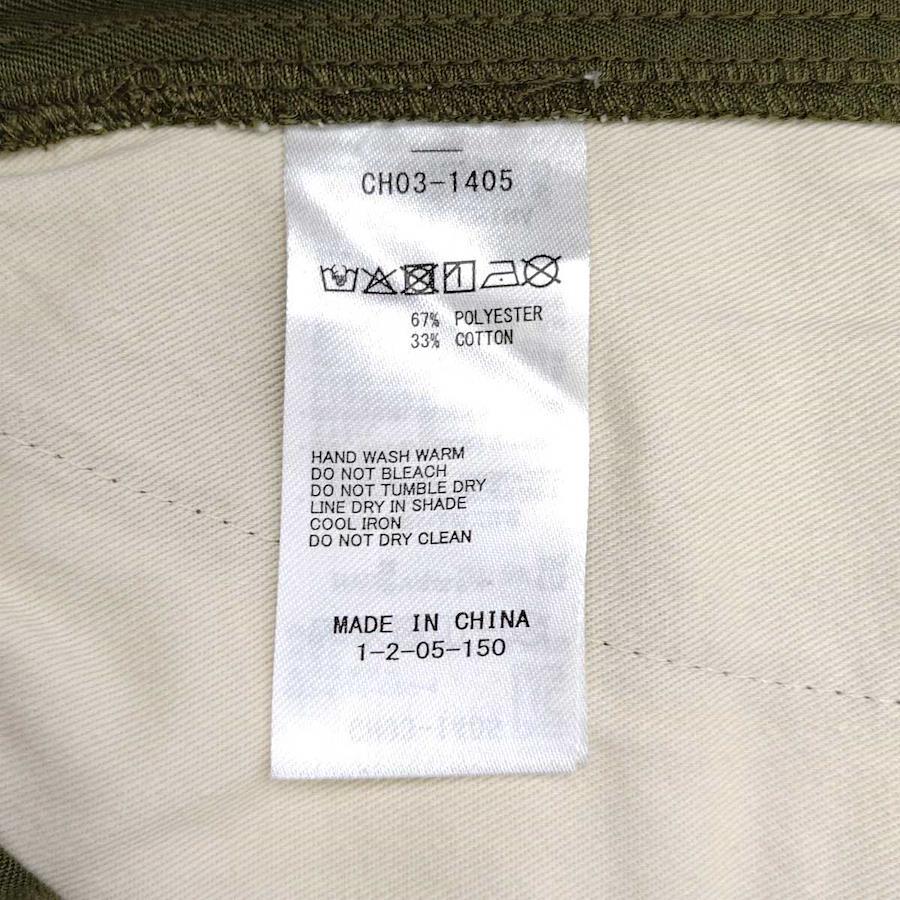 CH03-1405
67% POLYESTER
33% COTTON
HAND WASH WARM
DO NOT BLEACH
DO NOT TUMBLE DRY
LINE DRY IN SHADE
COOL IRON
DO NOT DRY CLEAN
MADE IN CHINA
1-2-05-150